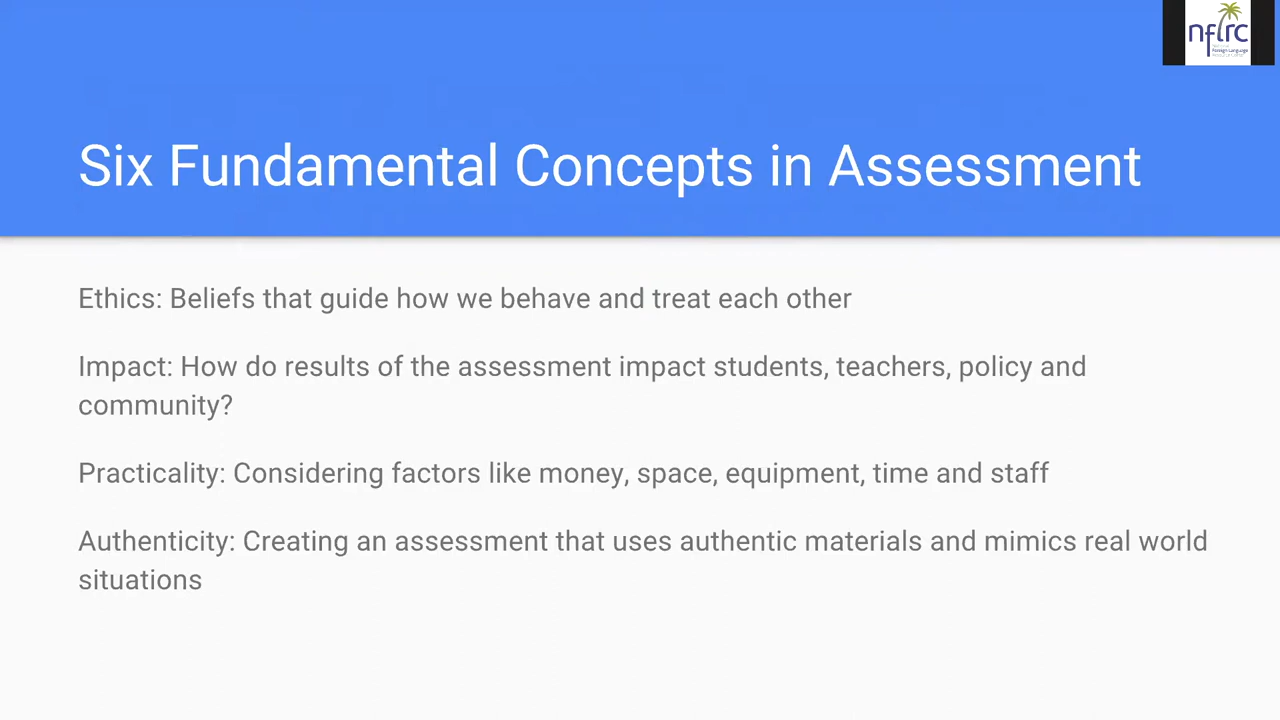 nflrc
Foreign Language
Six Fundamental Concepts in Assessment
Ethics: Beliefs that guide how we behave and treat each other
Impact: How do results of the assessment impact students, teachers, policy and
community?
Practicality: Considering factors like money, space, equipment, time and staff
Authenticity: Creating an assessment that uses authentic materials and mimics real world
situations